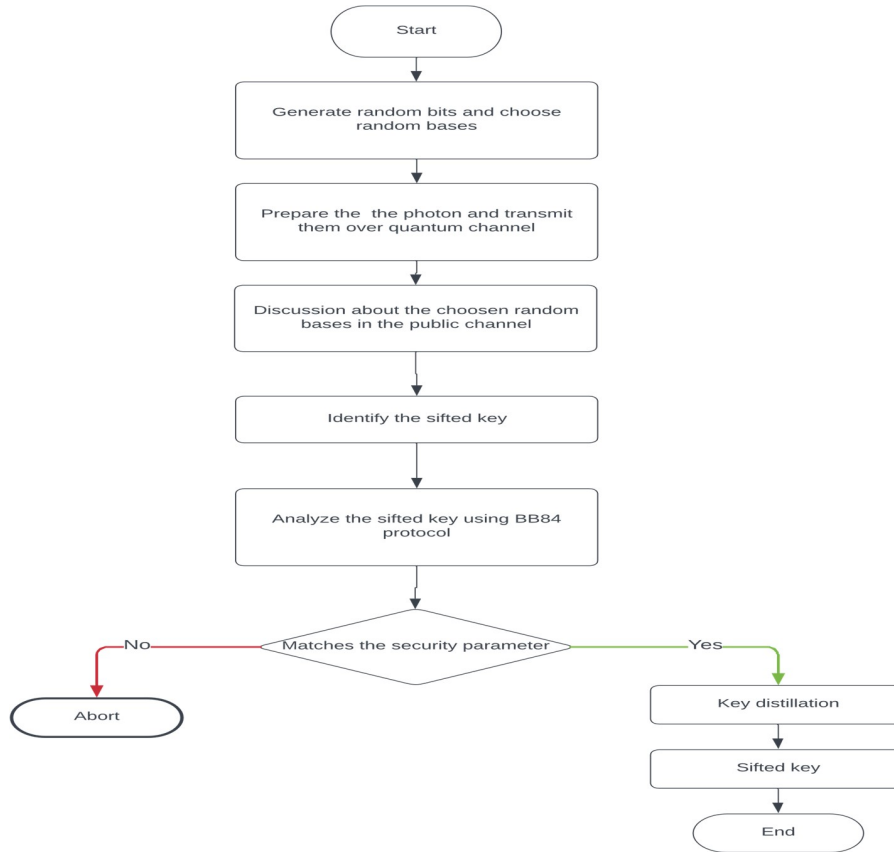 Start
Generate random bits and choose
random bases
Prepare the the photon and transmit
them over quantum channel
Discussion about the choosen random
bases in the public channel
Identify the sifted key
Analyze the sifted key using BB84
protocol
Matches the security parameter
No
Yes
Abort
Key distillation
Sifted key
End